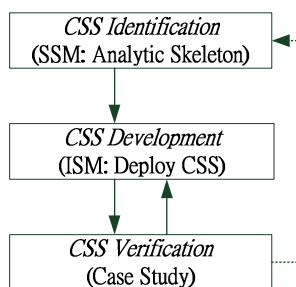 CSS Identification
(SSM: Analytic Skeleton)
CSS Development
(ISM: Deploy CSS)
CSS Verification
(Case Study)